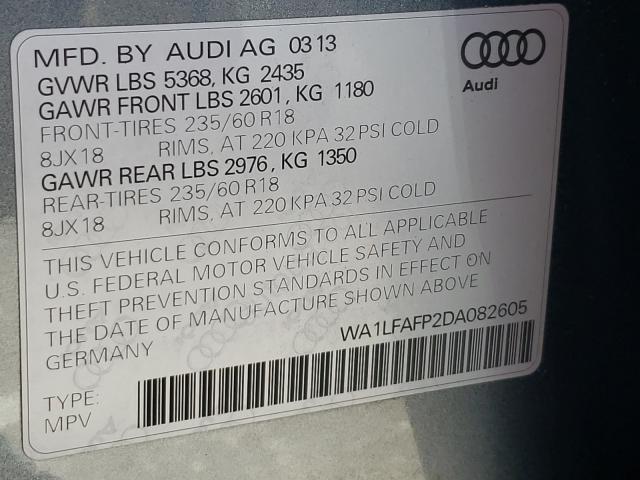 MFD. BY AUDI AG 0313
GVWR LBS 5368, KG 2435
GAWR FRONT LBS 2601, KG 1180
FRONT-TIRES 235/60 R18
8JX18 RIMS, AT 220 KPA 32 PSI COLD
GAWR REAR LBS 2976, KG 1350
REAR-TIRES 235/60 R18
8JX18 RIMS, AT 220 KPA 32 PSI COLD
Audi
THIS VEHICLE CONFORMS TO ALL APPLICABLE
U.S. FEDERAL MOTOR VEHICLE SAFETY AND
THEFT PREVENTION STANDARDS IN EFFECT ON
THE DATE OF MANUFACTURE SHOWN ABOVE
GERMANY
WA1LFAFP2DA082605
TYPE:
MPV